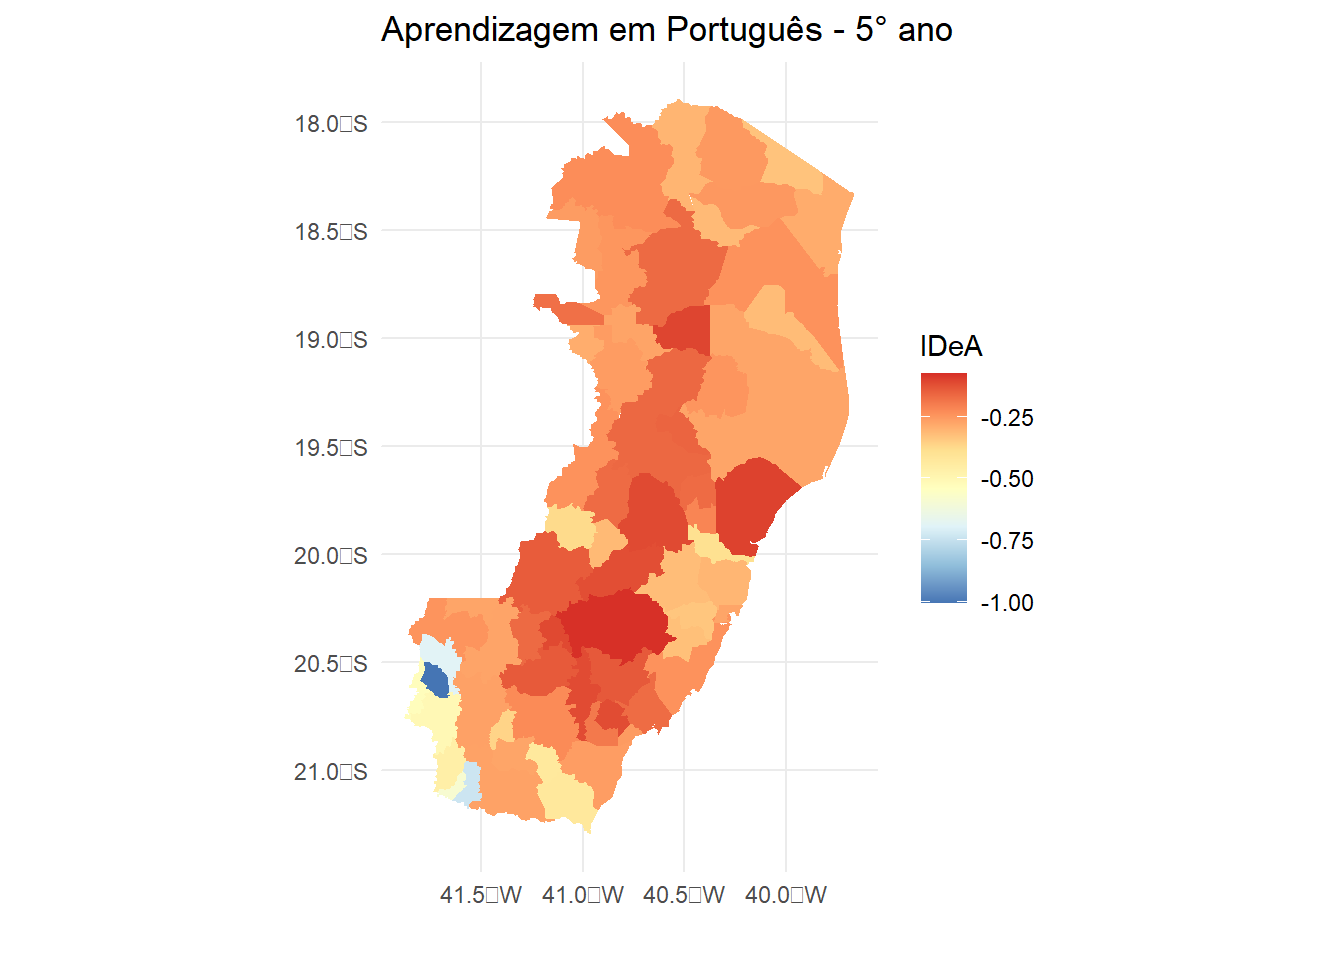 Aprendizagem em Português - 5° ano
18.0□S
18.5□S
19.0□S
19.5□S
20.0□S
20.5□S
21.0□S
41.5□W
41.0□W
40.5□W
40.0□W
IDeA
-0.25
-0.50
-0.75
-1.00